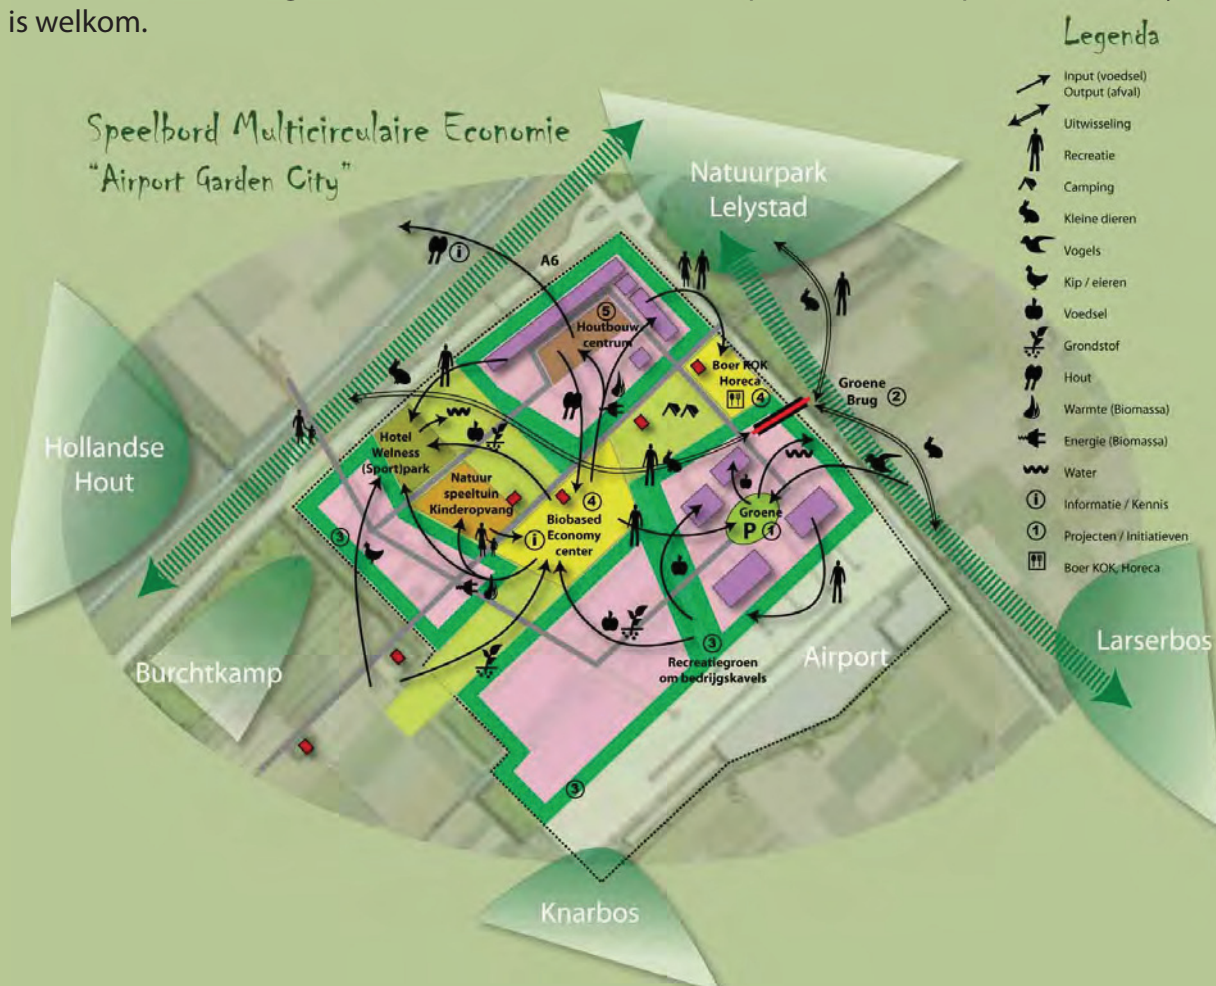 is welkom.
Speelbord Multicirculaire Economie
"Airport Garden City"
Legenda
Input (voedsel)
Output (afval)
Uitwisseling
Recreatie
Camping
Kleine dieren
Vogels
Kip / eieren
Voedsel
Grondstof
Hout
Warmte (Biomassa)
Energie (Biomassa)
Water
i Informatie / Kennis
1 Projecten / Initiatieven
Boer KOK, Horeca
Natuurpark
Lelystad
A6
i
5
Houtbouw
centrum
Boer KOK
Horeca
4
Groene
Brug 2
Hollandse
Hout
Hotel
Welness
(Sport)park
Natuur
speeltuin
Kinderopvang
4
Biobased
Economy
center
i
Groene
P 1
3
3
Recreatiegroen
om bedrijgskavels
Airport
Larserbos
Burchtkamp
3
Knarbos